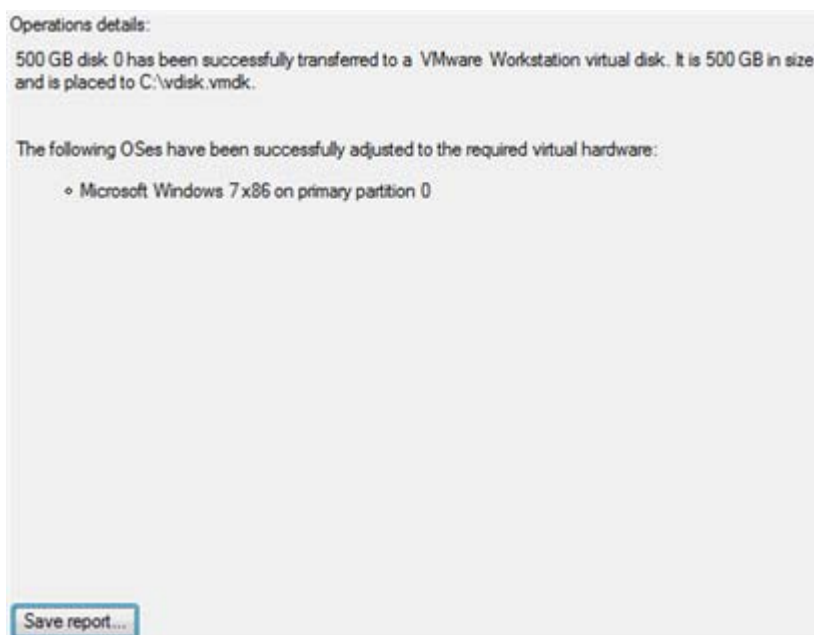 Operations details:
500 GB disk 0 has been successfully transferred to a VMware Workstation virtual disk. It is 500 GB in size
and is placed to C:\vdisk.vmdk.
The following OSes have been successfully adjusted to the required virtual hardware:
∘ Microsoft Windows 7 x86 on primary partition 0
Save report...